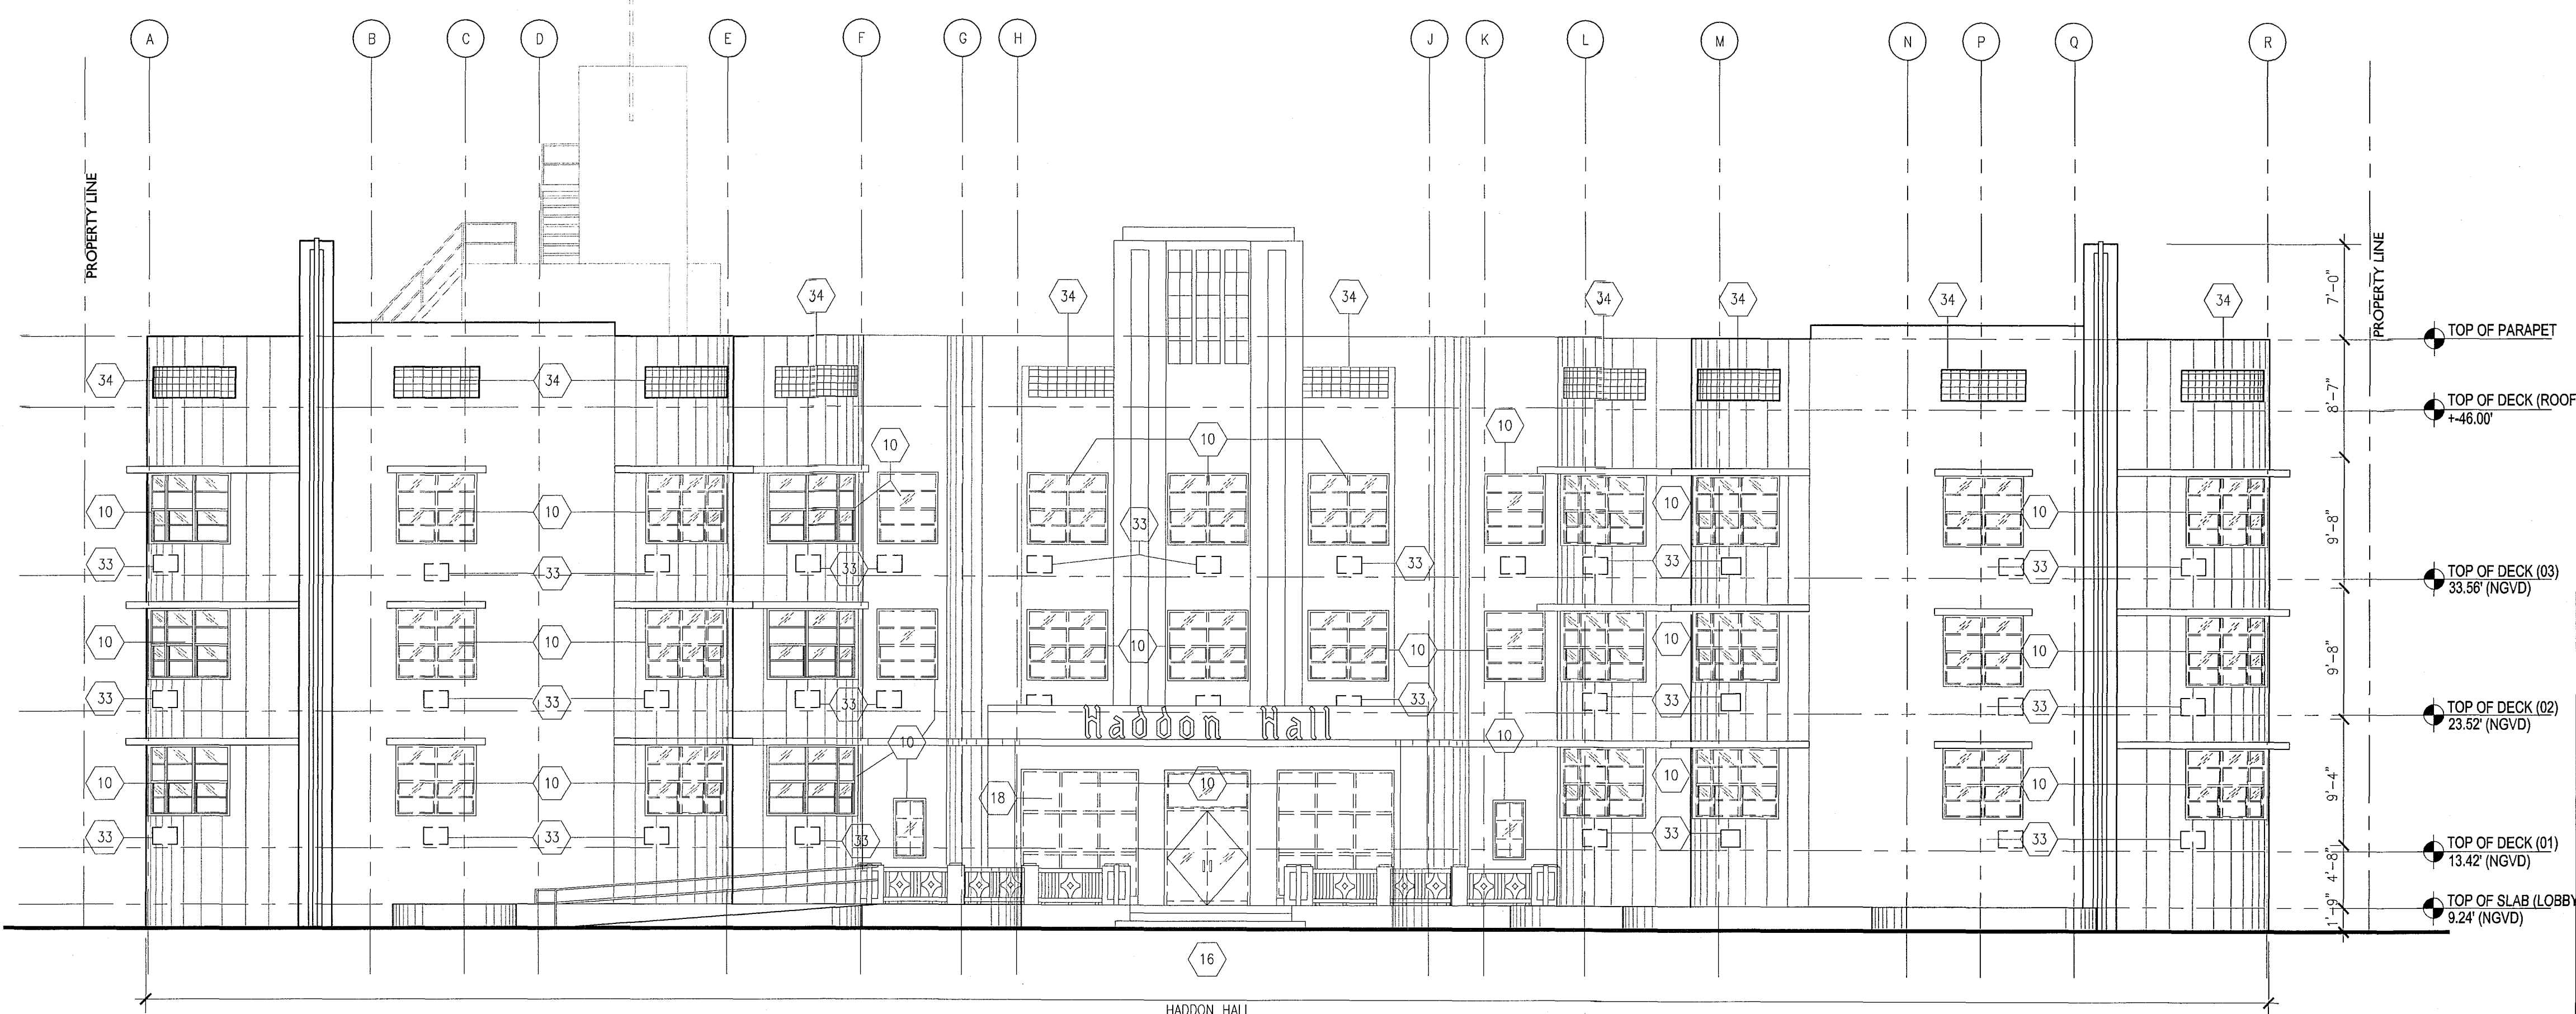 A B C D E F G H J K L M N P Q R
PROPERTY LINE
PROPERTY LINE
34 34 34 34 34 34 34
7'-0"
TOP OF PARAPET
34 34
8'-7"
TOP OF DECK (ROOF
+-46.00'
10 10 10
10 10 10 10 10
33
9'-8"
33 33 33 33 33 33
TOP OF DECK (03)
33.56' (NGVD)
10 10 10 10 10 10
9'-8"
33 33 33 33 33 33
TOP OF DECK (02)
23.52' (NGVD)
Haddon Hall
10 10
10 10 10 10 10
18
9'-4"
33 33 33 33 33
TOP OF DECK (01)
13.42' (NGVD)
4'-8"
TOP OF SLAB (LOBBY
9.24' (NGVD)
1'-9"
16
HADDON HALL